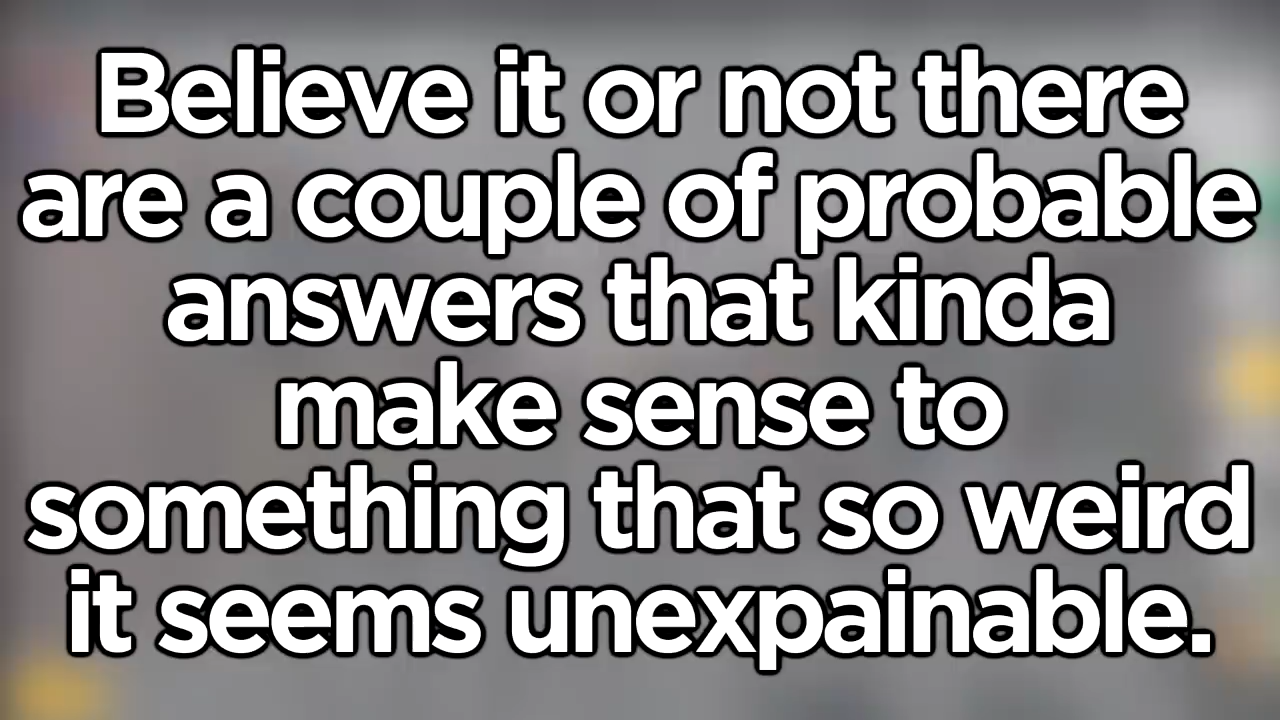 Believe it or not there
are a couple of probable
answers that kinda
make sense to
something that so weird
it seems unexpainable.